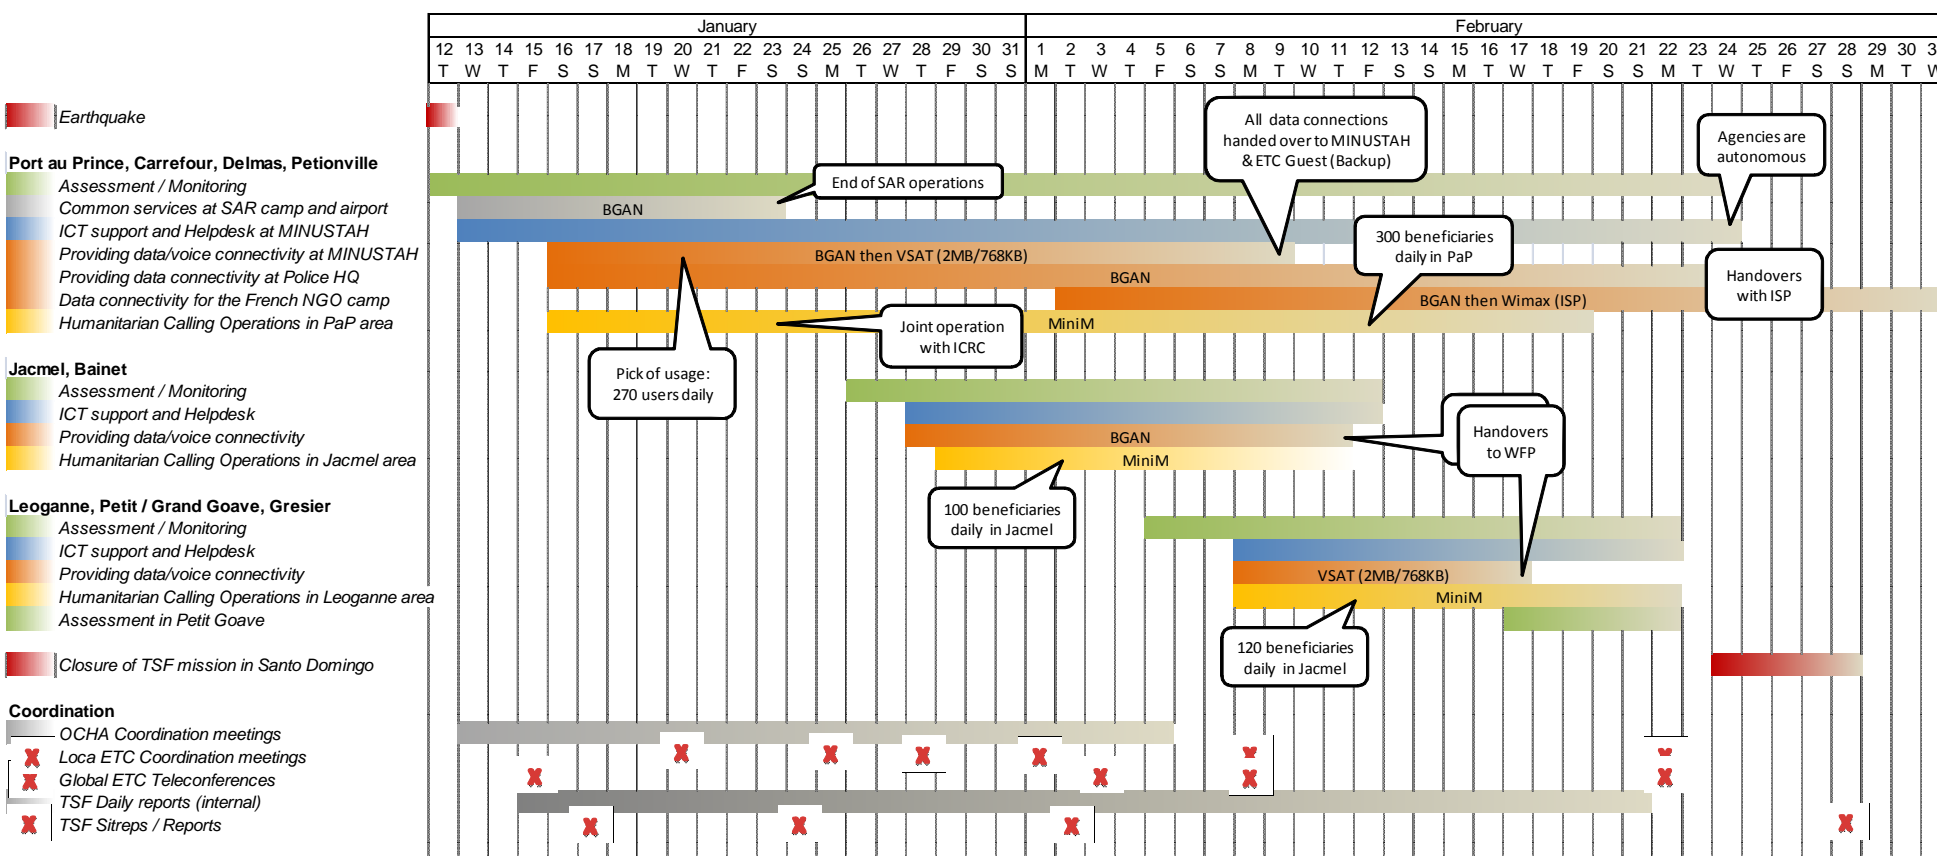 January February
12 13 14 15 16 17 18 19 20 21 22 23 24 25 26 27 28 29 30 31 1 2 3 4 5 6 7 8 9 10 11 12 13 14 15 16 17 18 19 20 21 22 23 24 25 26 27 28 29 30 3
T W T F S S M T W T F S S M T W T F S S M T W T F S S M T W T F S S M T W T F S S M T W T F S S M T W
Earthquake
All data connections
handed over to MINUSTAH
& ETC Guest (Backup)
Agencies are
autonomous
Port au Prince, Carrefour, Delmas, Petionville
Assessment / Monitoring
End of SAR operations
Common services at SAR camp and airport
BGAN
ICT support and Helpdesk at MINUSTAH
300 beneficiaries
daily in PaP
Providing data/voice connectivity at MINUSTAH
BGAN then VSAT (2MB/768KB)
Providing data connectivity at Police HQ
BGAN
Handovers
with ISP
Data connectivity for the French NGO camp
BGAN then Wimax (ISP)
Humanitarian Calling Operations in PaP area
Joint operation
with ICRC
MiniM
Pick of usage:
270 users daily
Jacmel, Bainet
Assessment / Monitoring
ICT support and Helpdesk
Providing data/voice connectivity
BGAN
Handovers
to WFP
Humanitarian Calling Operations in Jacmel area
MiniM
100 beneficiaries
daily in Jacmel
Leoganne, Petit / Grand Goave, Gresier
Assessment / Monitoring
ICT support and Helpdesk
Providing data/voice connectivity
VSAT (2MB/768KB)
Humanitarian Calling Operations in Leoganne area
MiniM
Assessment in Petit Goave
120 beneficiaries
daily in Jacmel
Closure of TSF mission in Santo Domingo
Coordination
OCHA Coordination meetings
Loca ETC Coordination meetings
Global ETC Teleconferences
TSF Daily reports (internal)
TSF Sitreps / Reports